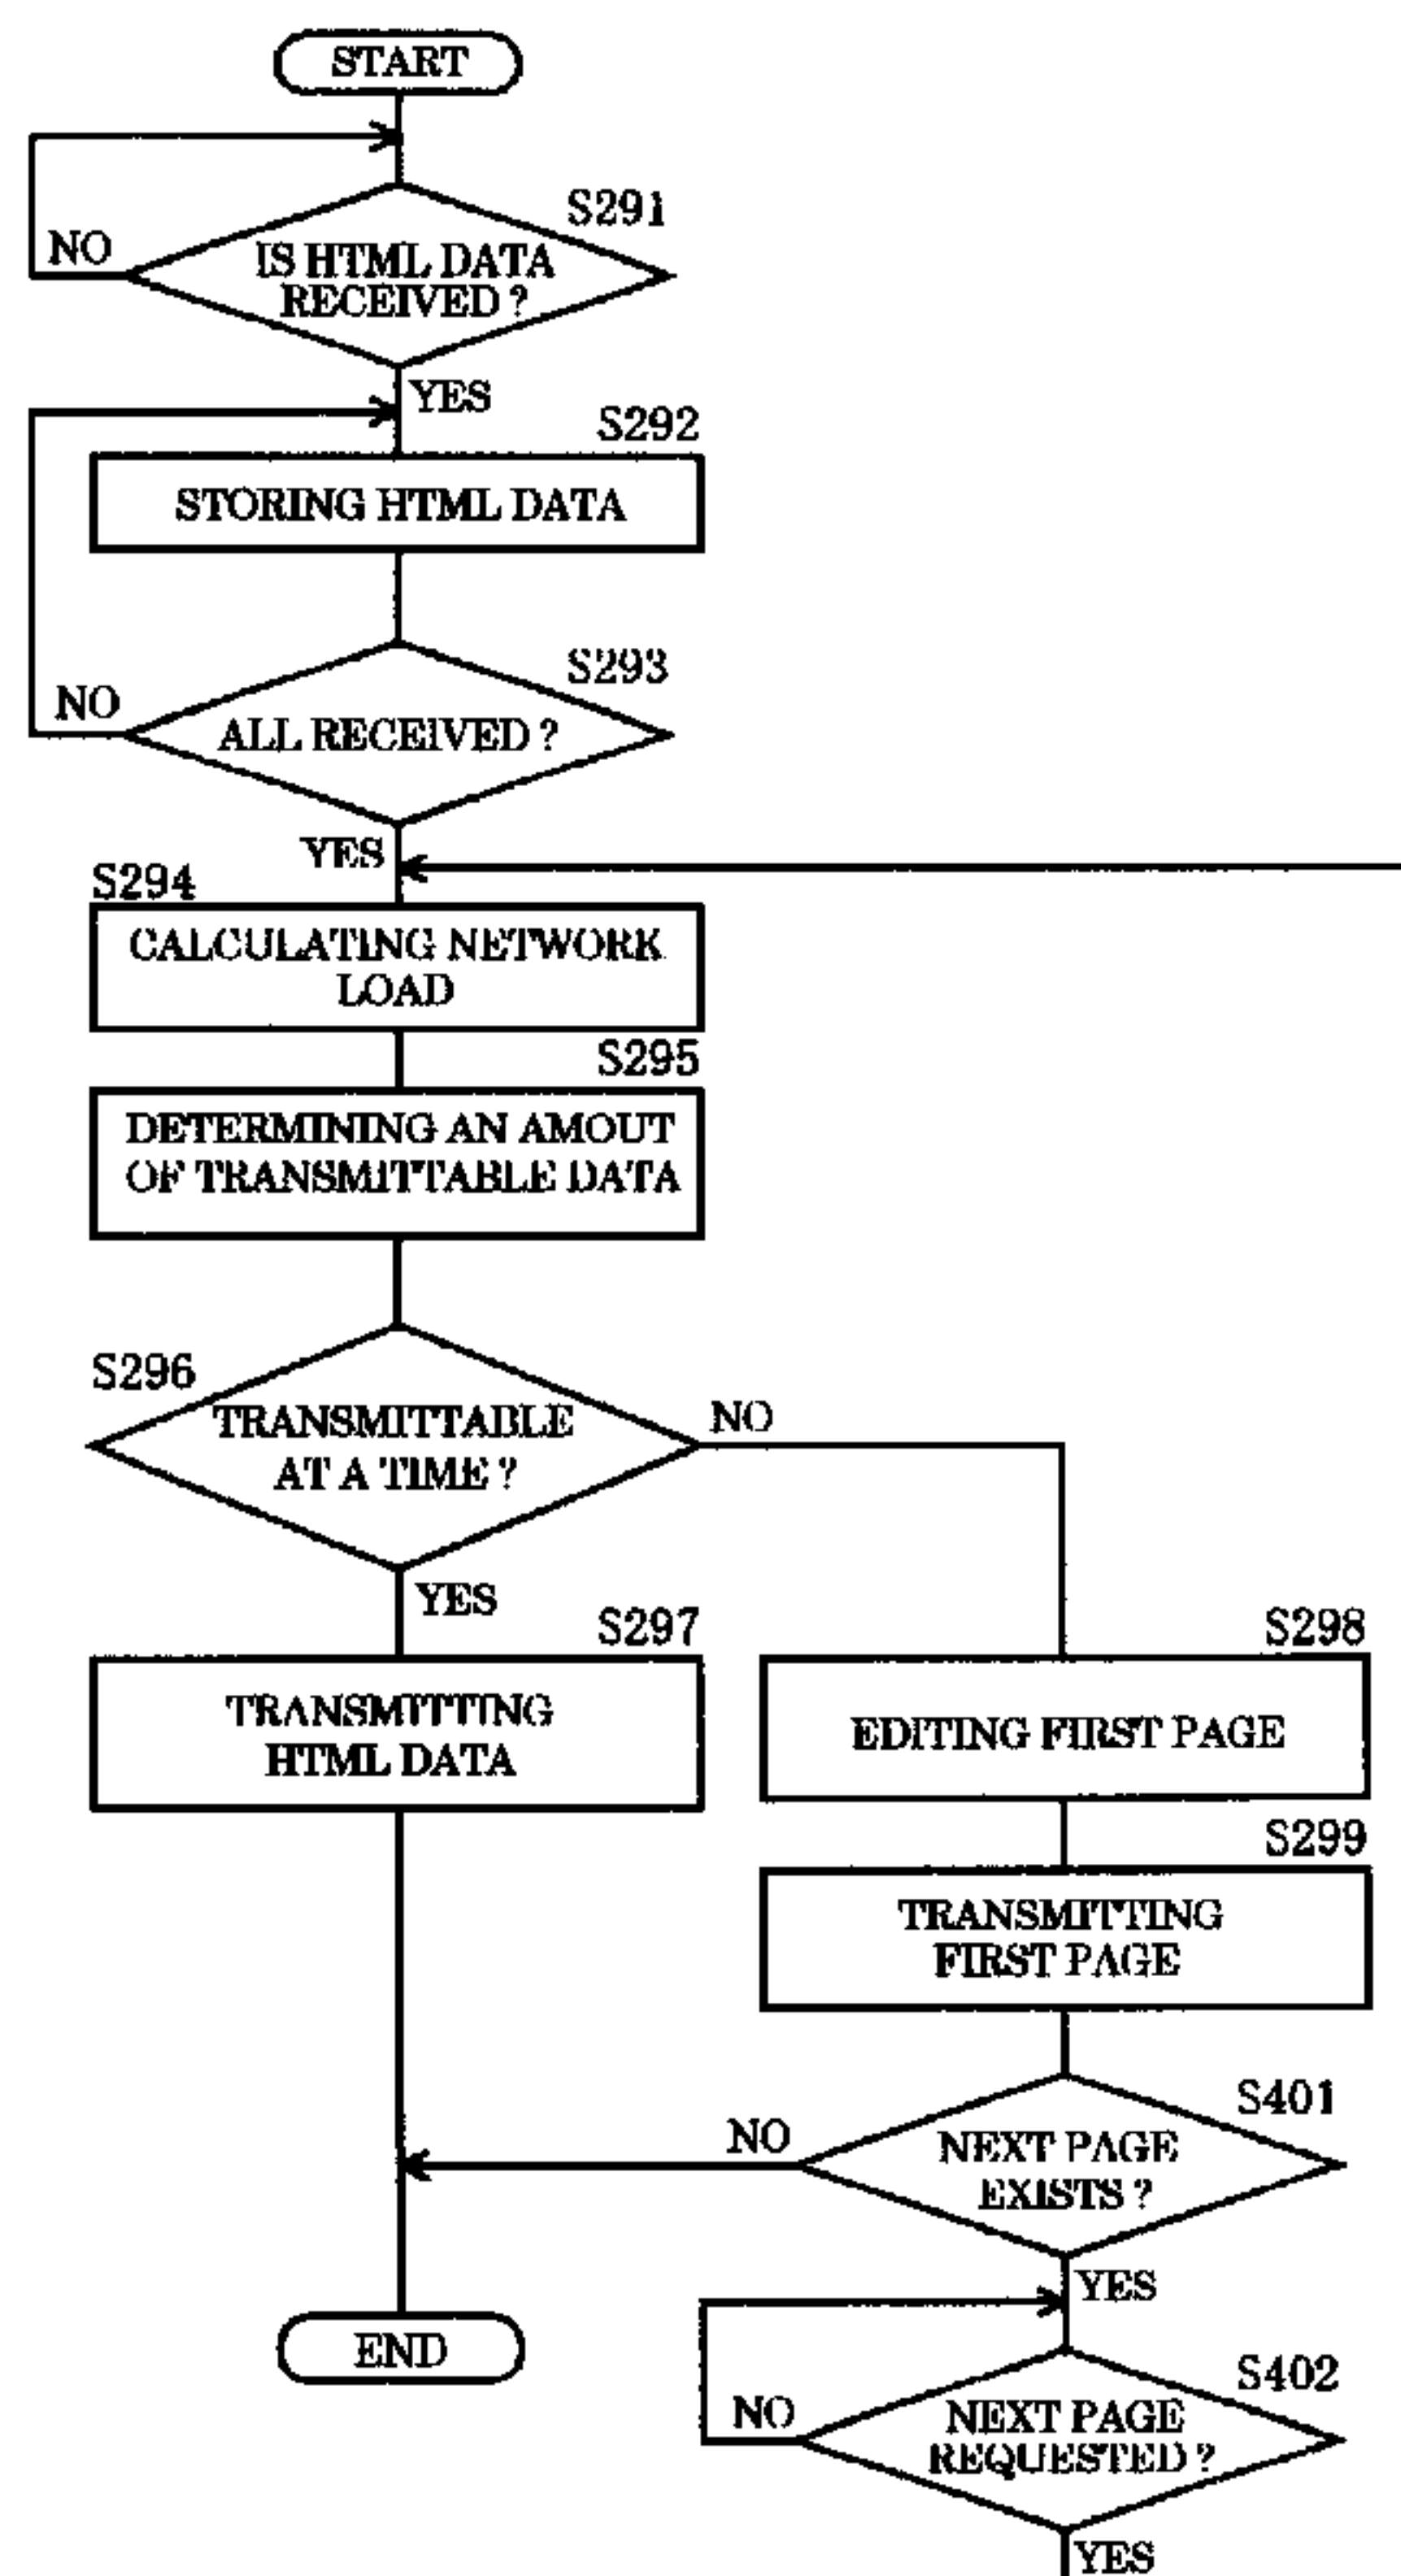 START
S291
NO
IS HTML DATA
RECEIVED ?
YES
S292
STORING HTML DATA
S293
NO
ALL RECEIVED ?
YES
S294
CALCULATING NETWORK
LOAD
S295
DETERMINING AN AMOUT
OF TRANSMITTABLE DATA
S296
TRANSMITTABLE
AT A TIME ?
NO
YES
S297
TRANSMITTING
HTML DATA
S298
EDITING FIRST PAGE
S299
TRANSMITTING
FIRST PAGE
S401
NO
NEXT PAGE
EXISTS ?
YES
END
S402
NO
NEXT PAGE
REQUESTED ?
YES